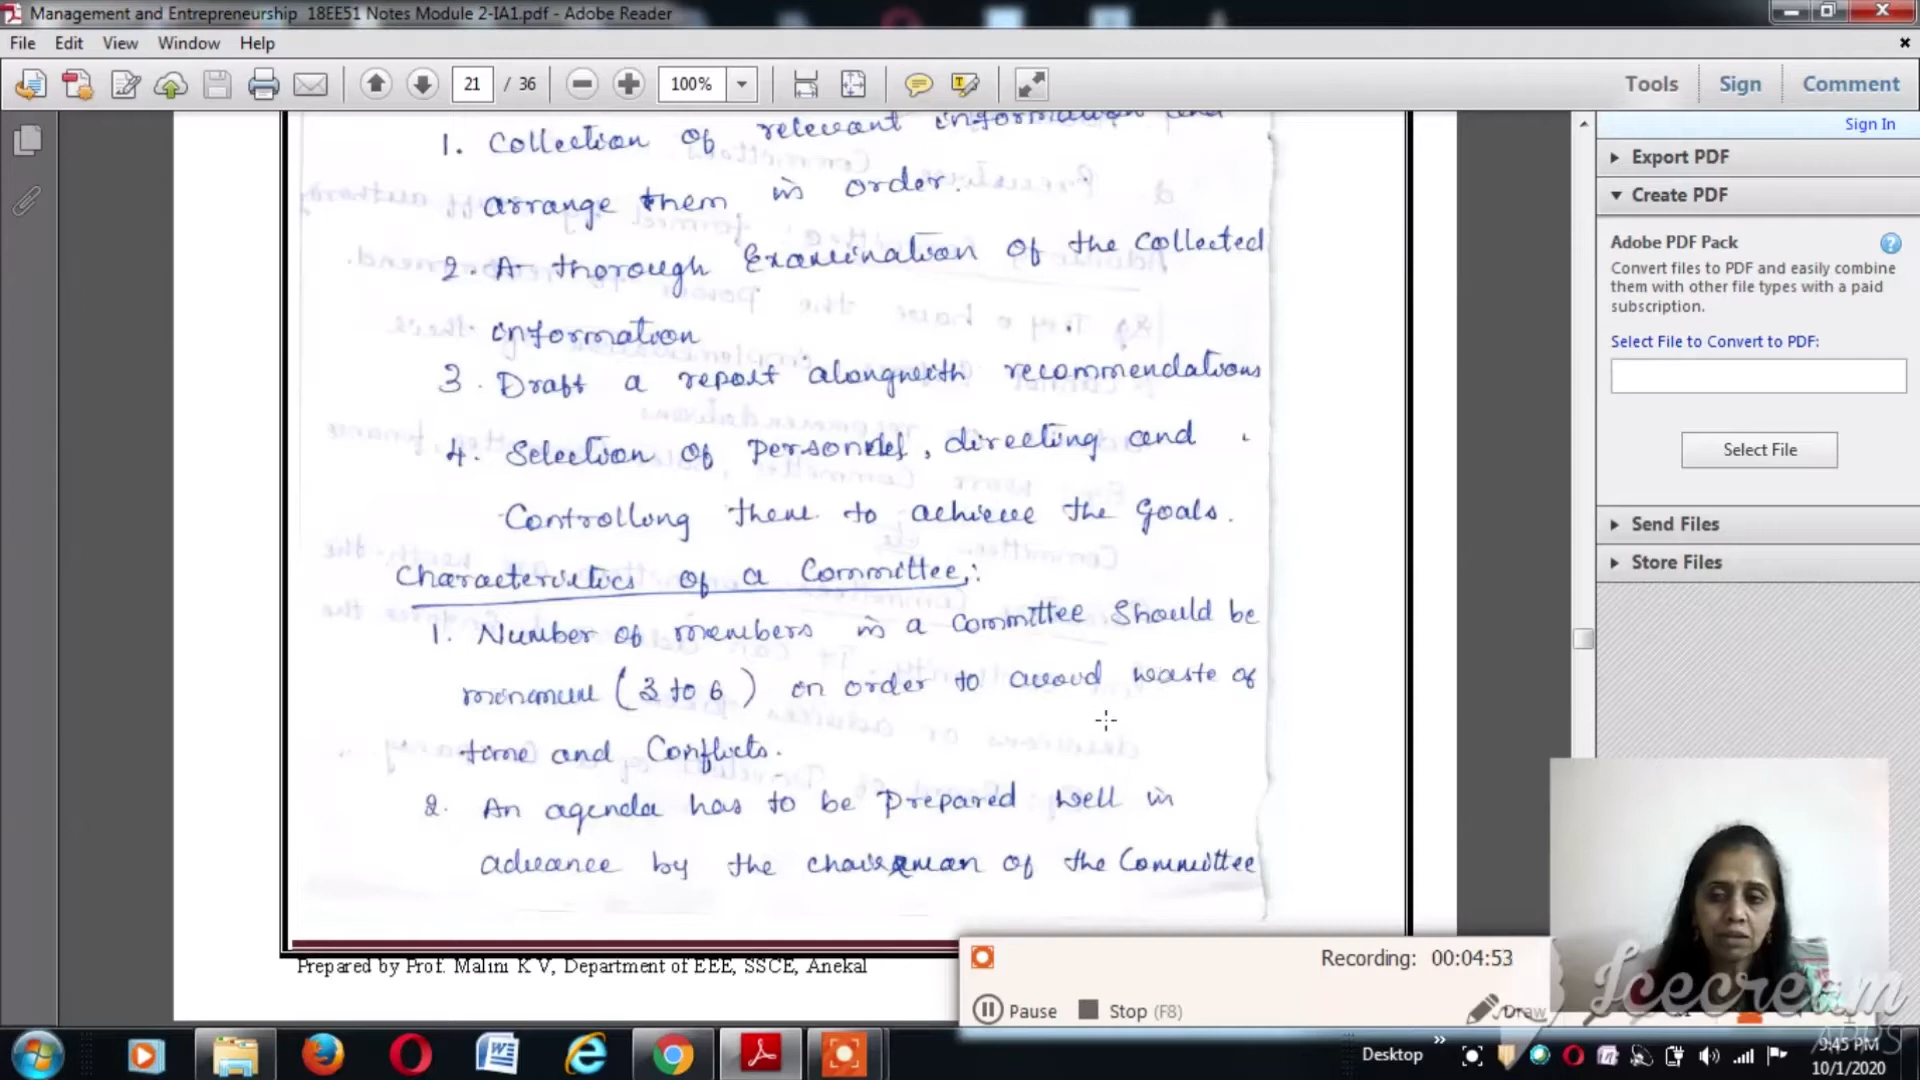 Management and Entrepreneurship 18EE51 Notes Module 2-IA1.pdf - Adobe Reader
File Edit View Window Help
21 / 36 100% Tools Sign Comment
Sign In
Export PDF
Create PDF
Adobe PDF Pack
Convert files to PDF and easily combine
them with other file types with a paid
subscription.
Select File to Convert to PDF:
Select File
Send Files
Store Files
1. Collection of relevant information and
arrange them in order.
2. A thorough Examination of the collected
information
3. Draft a report alongwith recommendations
4. Selection of personnel, directing and
Controlling them to achieve the Goals.
Characteristics of a Committee:
1. Number of members in a Committee Should be
(3 to 6) in order to avoid waste of
time and Conflicts.
2. An agenda has to be Prepared well in
advance by the chairman of the Committee
Prepared by Prof. Malini K V, Department of EEE, SSCE, Anekal
Recording: 00:04:53
Pause Stop (F8) Draw
Icecream
APPS
Desktop
9:45 PM
10/1/2020